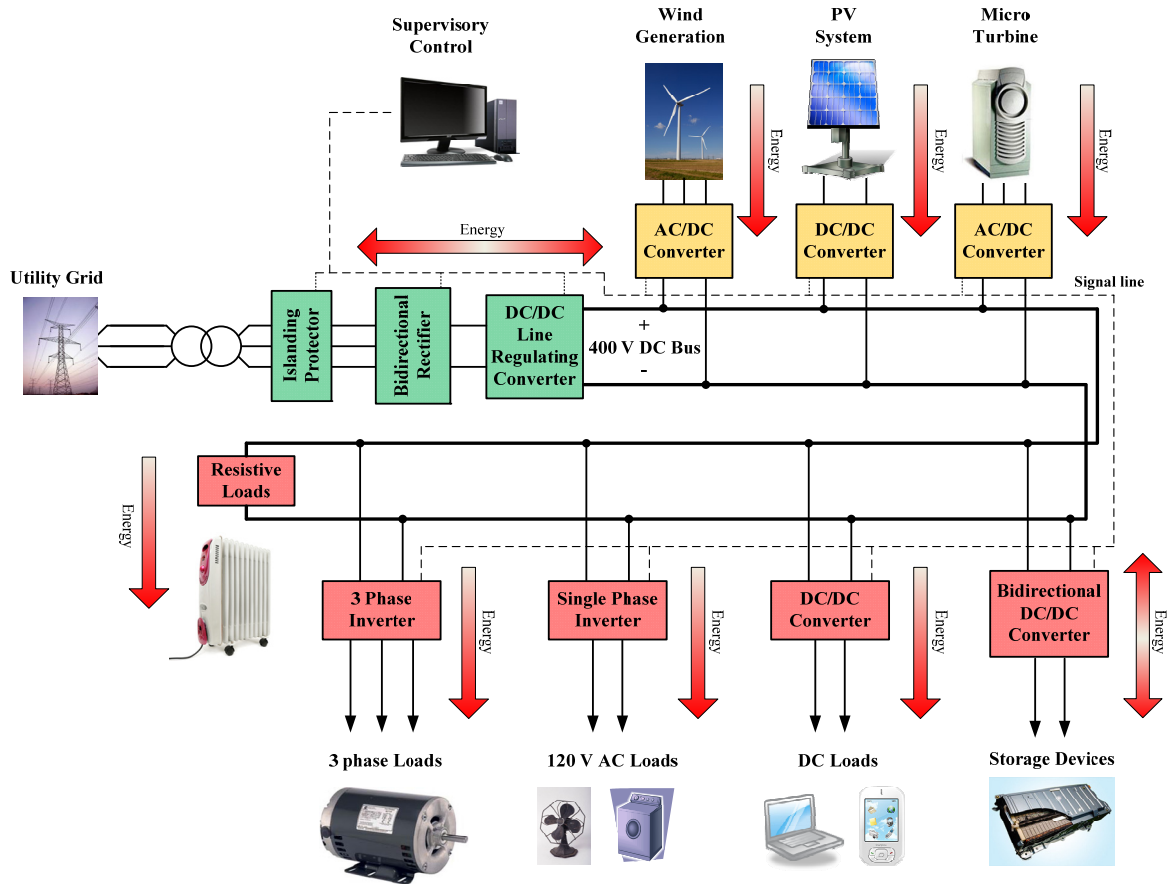 Supervisory
Control
Wind
Generation
PV
System
Micro
Turbine
Energy
Energy
Energy
AC/DC
Converter
DC/DC
Converter
AC/DC
Converter
Energy
Utility Grid
Signal line
Islanding
Protector
Bidirectional
Rectifier
DC/DC
Line
Regulating
Converter
+
400 V DC Bus
-
Resistive
Loads
Energy
3 Phase
Inverter
Energy
Single Phase
Inverter
Energy
DC/DC
Converter
Energy
Bidirectional
DC/DC
Converter
Energy
3 phase Loads
120 V AC Loads
DC Loads
Storage Devices